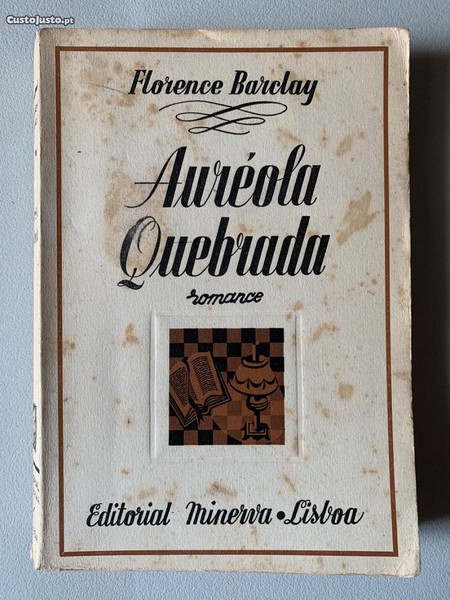 CustoJusto.pt
Florence Barclay
Auréola
Quebrada
romance
Editorial Minerva • Lisboa